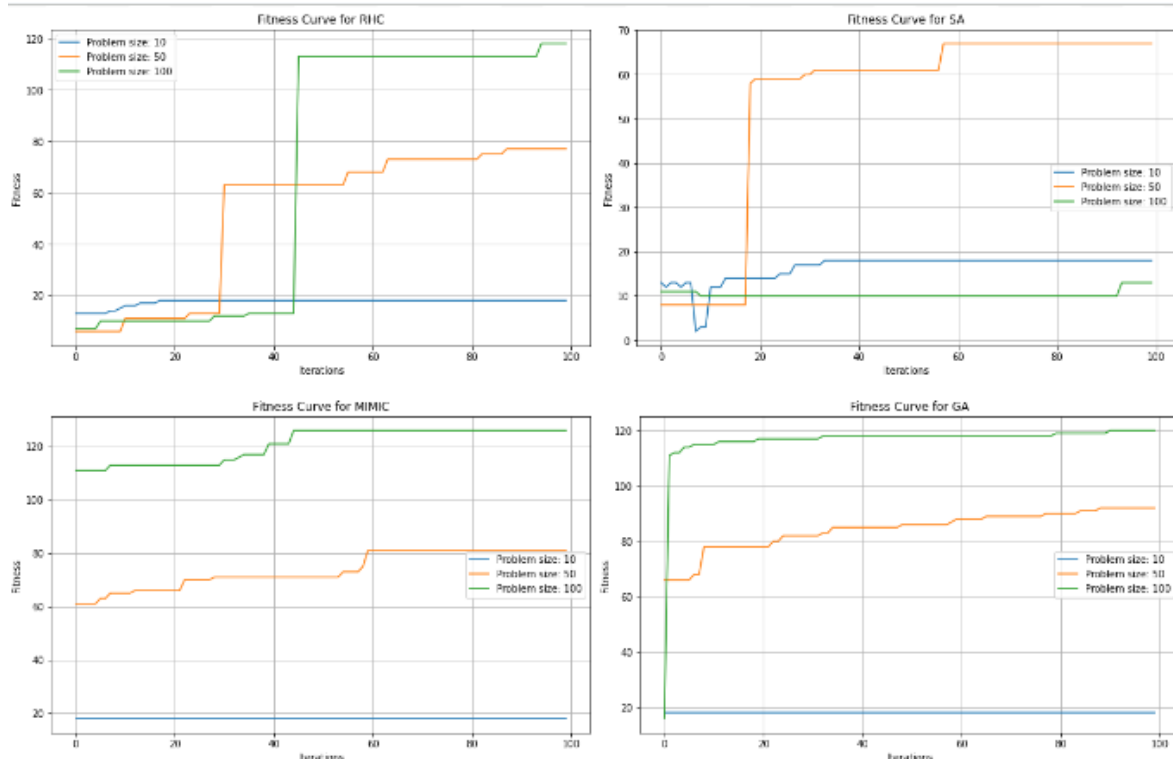 Fitness Curve for RHC
120
100
80
60
40
20
Fitness
Problem size: 10
Problem size: 50
Problem size: 100
0 20 40 60 80 100
Iterations
Fitness Curve for SA
70
60
50
40
30
20
10
0
Fitness
Problem size: 10
Problem size: 50
Problem size: 100
0 20 40 60 80 100
Iterations
Fitness Curve for MIMIC
120
100
80
60
40
20
Fitness
Problem size: 10
Problem size: 50
Problem size: 100
0 20 40 60 80 100
Iterations
Fitness Curve for GA
120
100
80
60
40
20
Fitness
Problem size: 10
Problem size: 50
Problem size: 100
0 20 40 60 80 100
Iterations